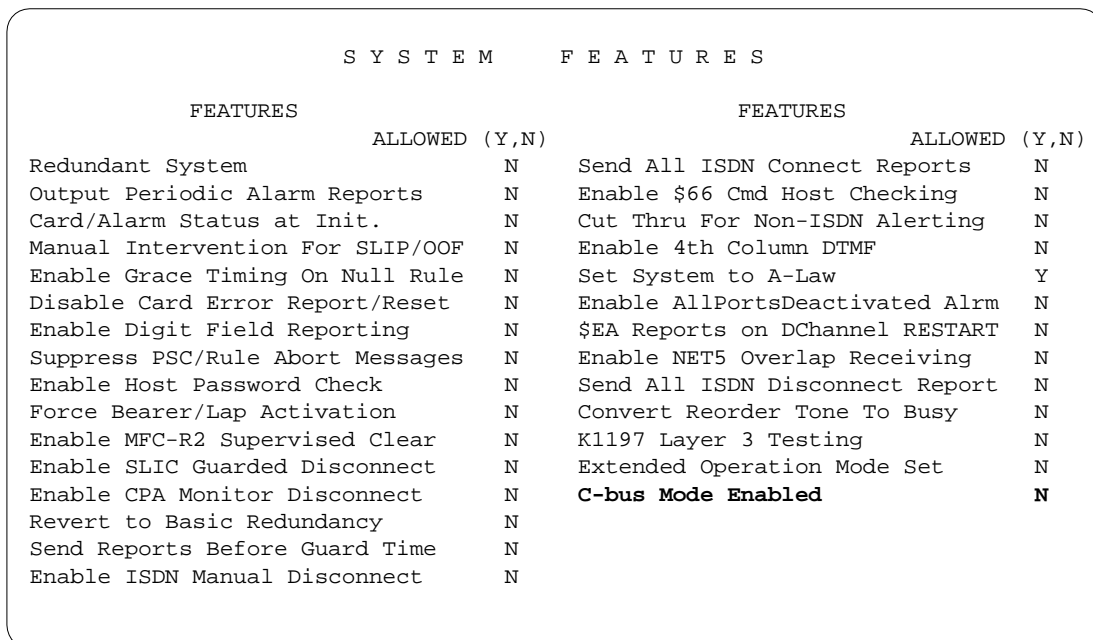 S Y S T E M F E A T U R E S
FEATURES FEATURES
ALLOWED (Y,N) ALLOWED (Y,N)
Redundant System N Send All ISDN Connect Reports N
Output Periodic Alarm Reports N Enable $66 Cmd Host Checking N
Card/Alarm Status at Init. N Cut Thru For Non-ISDN Alerting N
Manual Intervention For SLIP/OOF N Enable 4th Column DTMF N
Enable Grace Timing On Null Rule N Set System to A-Law Y
Disable Card Error Report/Reset N Enable AllPortsDeactivated Alrm N
Enable Digit Field Reporting N $EA Reports on DChannel RESTART N
Suppress PSC/Rule Abort Messages N Enable NET5 Overlap Receiving N
Enable Host Password Check N Send All ISDN Disconnect Report N
Force Bearer/Lap Activation N Convert Reorder Tone To Busy N
Enable MFC-R2 Supervised Clear N K1197 Layer 3 Testing N
Enable SLIC Guarded Disconnect N Extended Operation Mode Set N
Enable CPA Monitor Disconnect N C-bus Mode Enabled N
Revert to Basic Redundancy N
Send Reports Before Guard Time N
Enable ISDN Manual Disconnect N